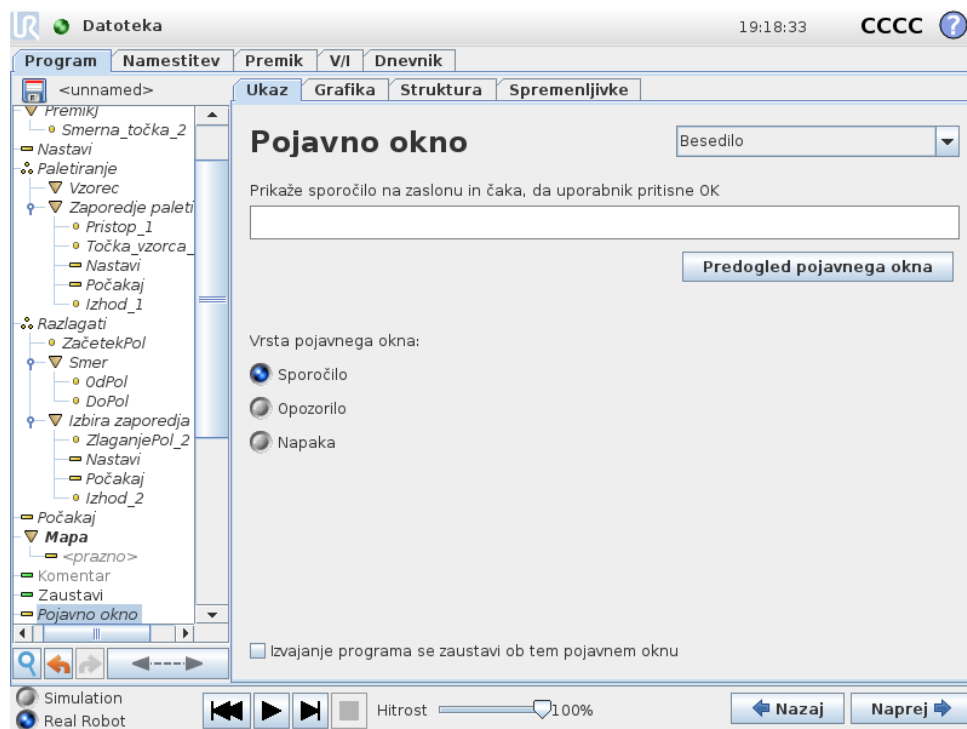 UR Datoteka 19:18:33 CCCC ?
Program Namestitev Premik V/I Dnevnik
<unnamed>
Ukaz Grafika Struktura Spremenljivke
PremikJ
Smerna_točka_2
Nastavi
Paletiranje
Vzorec
Zaporedje paleti
Pristop_1
Točka_vzorca_
Nastavi
Počakaj
Izhod_1
Razlagati
ZačetekPol
Smer
OdPol
DoPol
Izbira zaporedja
ZlaganjePol_2
Nastavi
Počakaj
Izhod_2
Počakaj
Mapa
<prazno>
Komentar
Zaustavi
Pojavno okno
Pojavno okno
Besedilo
Prikaže sporočilo na zaslonu in čaka, da uporabnik pritisne OK
Predogled pojavnega okna
Vrsta pojavnega okna:
Sporočilo
Opozorilo
Napaka
Izvajanje programa se zaustavi ob tem pojavnem oknu
Simulation
Real Robot
Hitrost 100%
Nazaj Naprej